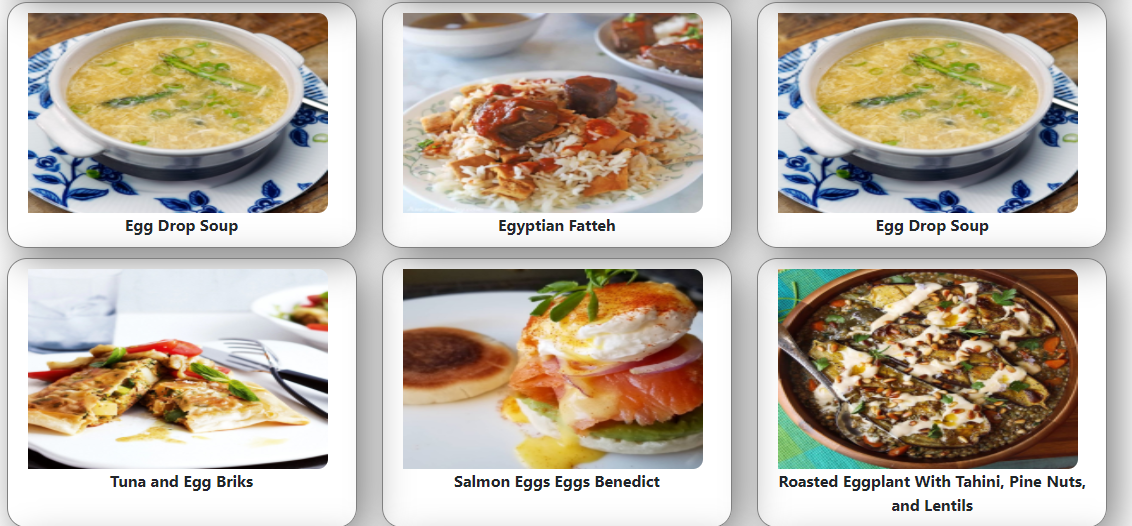 Egg Drop Soup
Egyptian Fatteh
Egg Drop Soup
Tuna and Egg Briks
Salmon Eggs Eggs Benedict
Roasted Eggplant With Tahini, Pine Nuts,
and Lentils